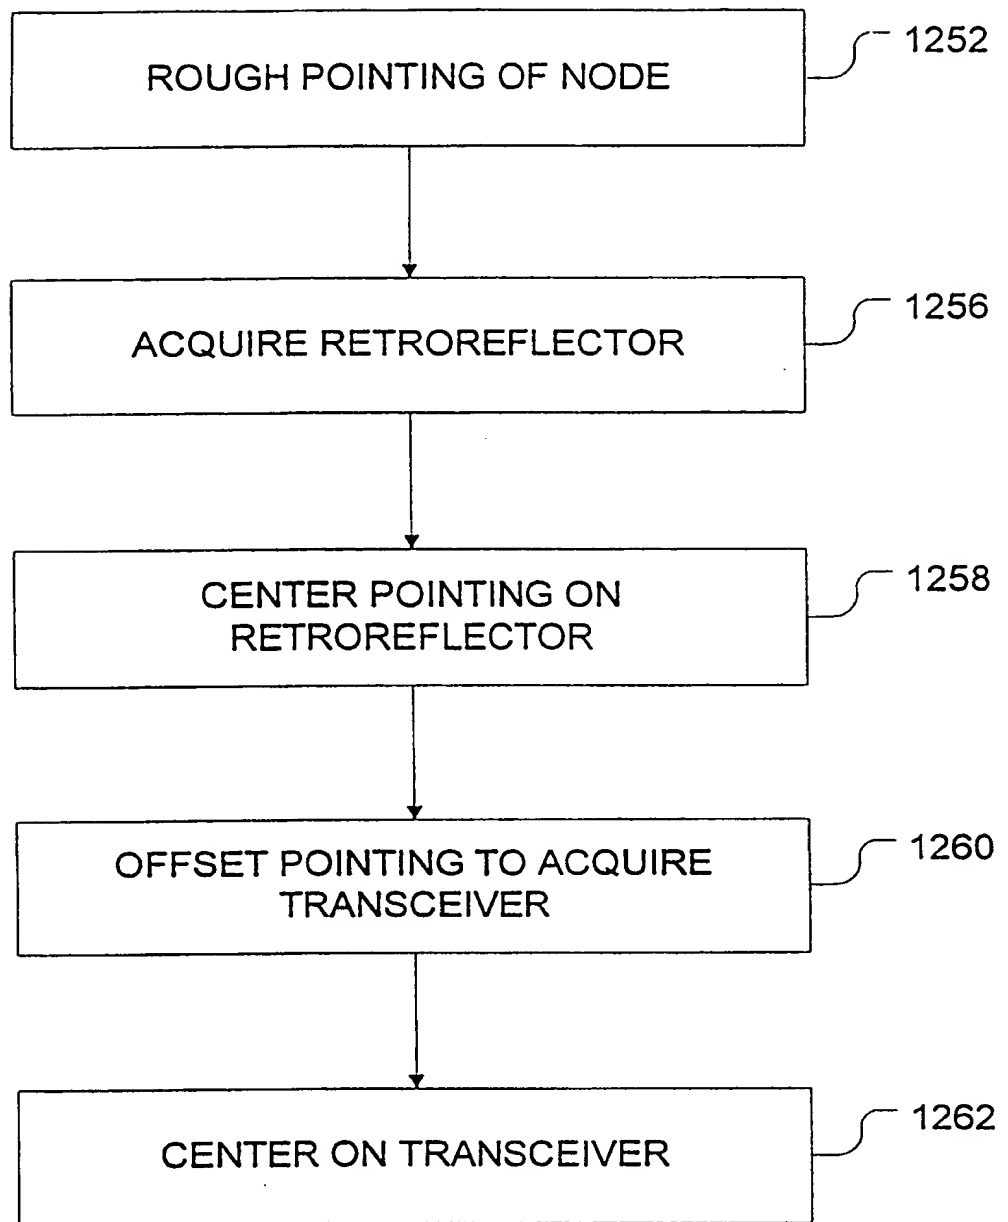 ROUGH POINTING OF NODE
1252
ACQUIRE RETROREFLECTOR
1256
CENTER POINTING ON
RETROREFLECTOR
1258
OFFSET POINTING TO ACQUIRE
TRANSCEIVER
1260
CENTER ON TRANSCEIVER
1262